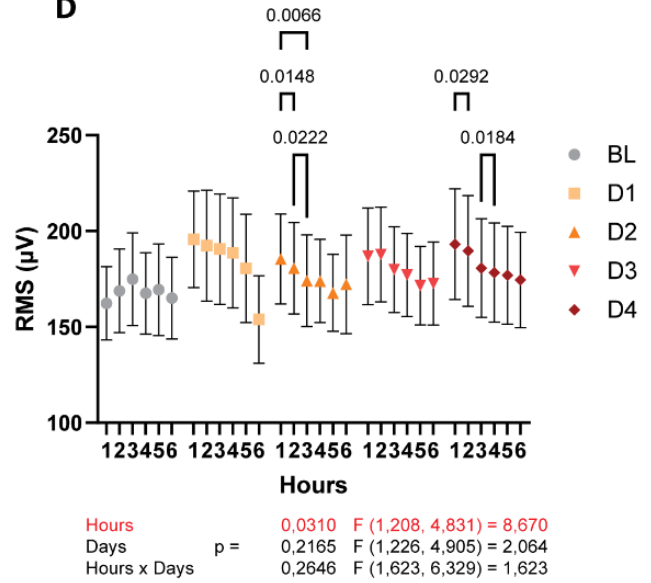 D
0.0066
0.0148
0.0292
0.0222
0.0184
250
200
150
100
RMS (µV)
BL
D1
D2
D3
D4
123456 123456 123456 123456 123456
Hours
Hours 0,0310 F (1,208, 4,831) = 8,670
Days p = 0,2165 F (1,226, 4,905) = 2,064
Hours x Days 0,2646 F (1,623, 6,329) = 1,623